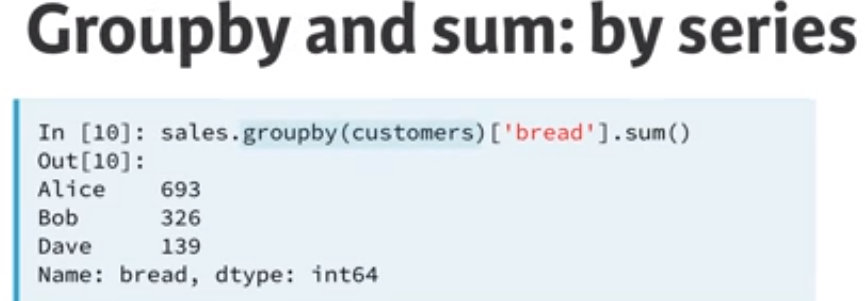 Groupby and sum: by series
In [10]: sales.groupby(customers)['bread'].sum()
Out[10]:
Alice    693
Bob      326
Dave     139
Name: bread, dtype: int64